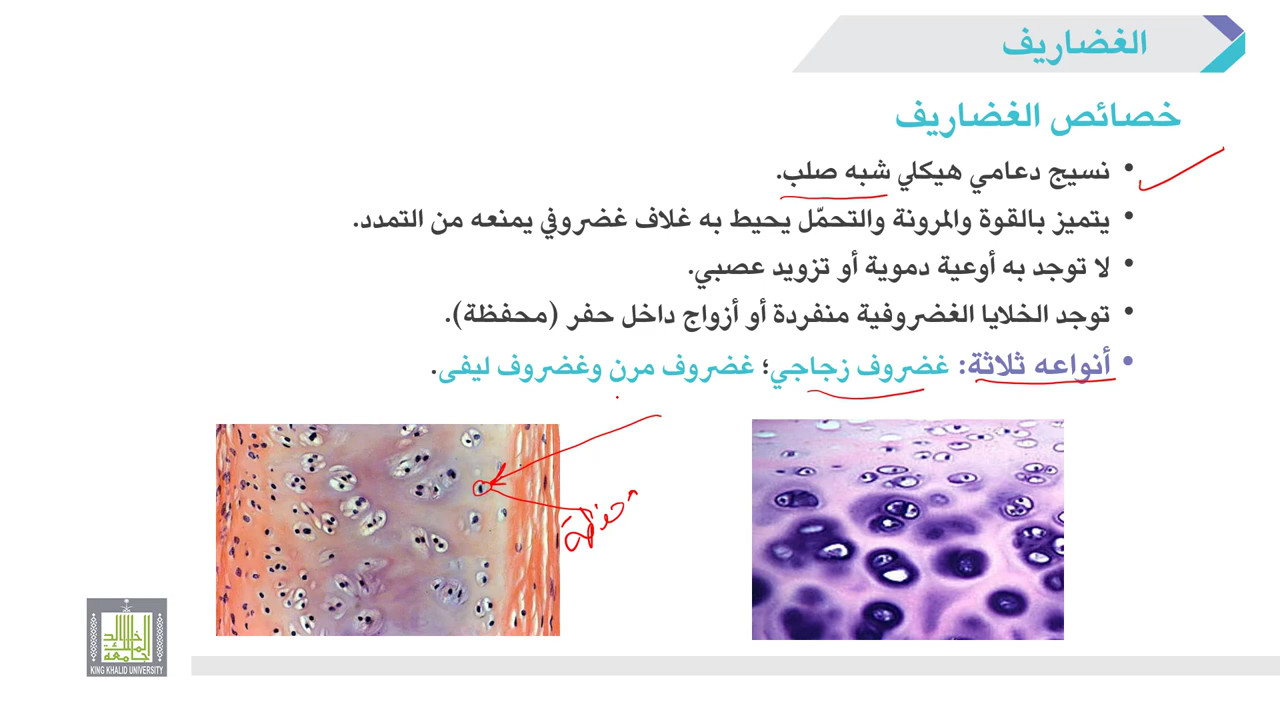 الغضاريف
خصائص الغضاريف
• نسيج دعامي هيكلي شبه صلب.
• يتميز بالقوة والمرونة والتحمّل يحيط به غلاف غضروفي يمنعه من التمدد.
• لا توجد به أوعية دموية أو تزويد عصبي.
• توجد الخلايا الغضروفية منفردة أو أزواج داخل حفر (محفظة).
• أنواعه ثلاثة: غضروف زجاجي؛ غضروف مرن وغضروف ليفى.
KING KHALID UNIVERSITY